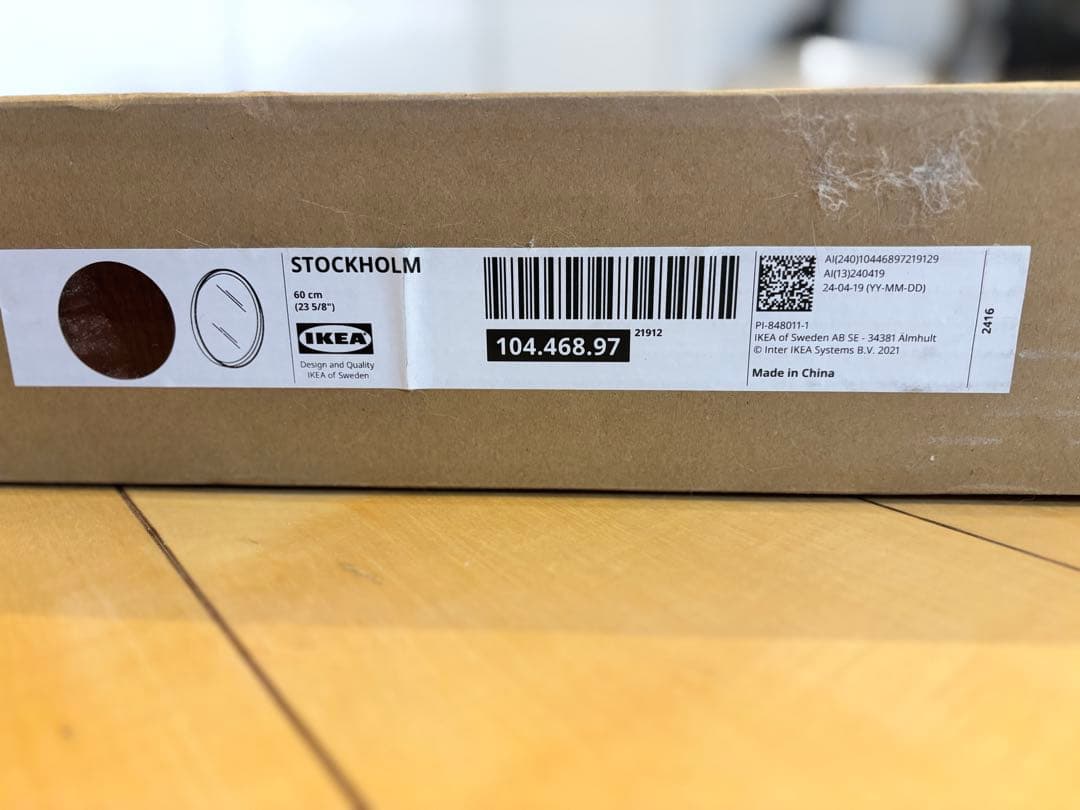 STOCKHOLM
60 cm
(23 5/8")
IKEA
Design and Quality
IKEA of Sweden
104.468.97
21912
AI(240)10446897219129
AI(13)240419
24-04-19 (YY-MM-DD)
PI-848011-1
IKEA of Sweden AB SE - 34381 Älmhult
© Inter IKEA Systems B.V. 2021
Made in China
2416